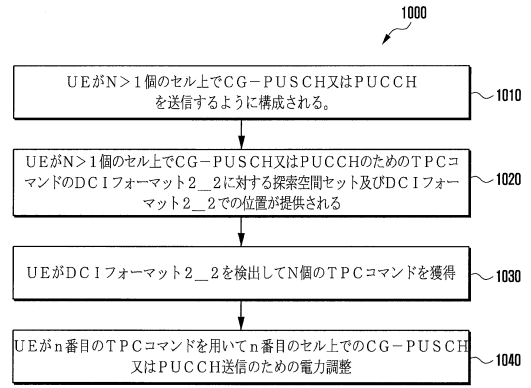 1000
UEがN>1個のセル上でCG-PUSCH又はPUCCH
を送信するように構成される。
1010
UEがN>1個のセル上でCG-PUSCH又はPUCCHのためのTPCコ
マンドのDCIフォーマット2__2に対する探索空間セット及びDCIフォー
マット2__2での位置が提供される
1020
UEがDCIフォーマット2__2を検出してN個のTPCコマンドを獲得
1030
UEがn番目のTPCコマンドを用いてn番目のセル上でのCG-PUSCH
又はPUCCH送信のための電力調整
1040